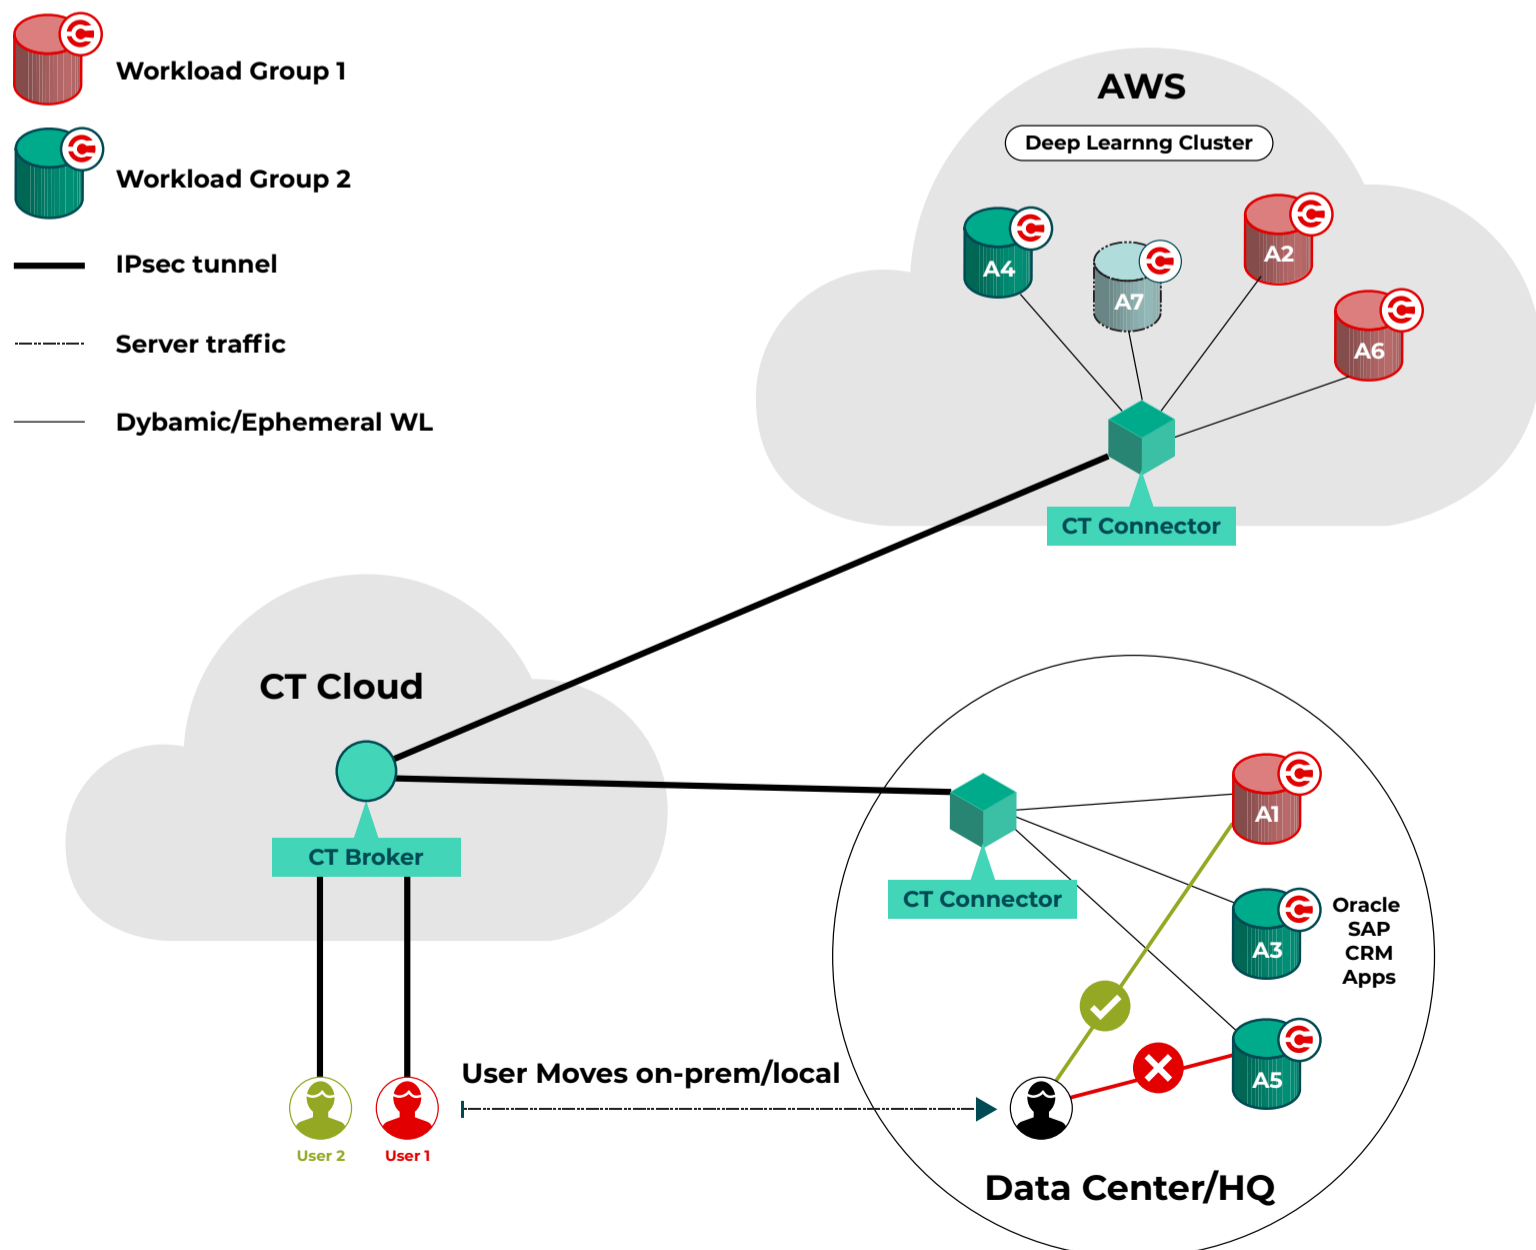 Workload Group 1
Workload Group 2
IPsec tunnel
Server traffic
Dybamic/Ephemeral WL
AWS
Deep Learnng Cluster
A4
A7
A2
A6
CT Connector
CT Cloud
CT Broker
CT Connector
A1
A3
Oracle
SAP
CRM
Apps
A5
User Moves on-prem/local
User 2
User 1
Data Center/HQ